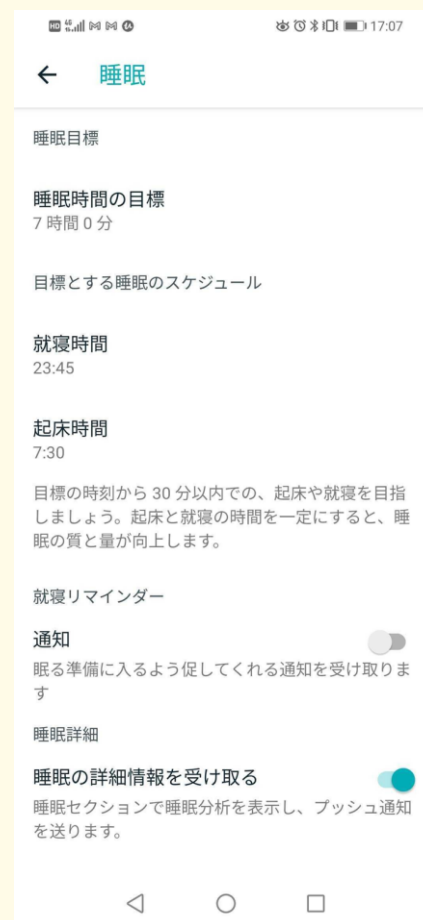 HD 4G 17:07
睡眠
睡眠目標
睡眠時間の目標
7 時間 0 分
目標とする睡眠のスケジュール
就寝時間
23:45
起床時間
7:30
目標の時刻から 30 分以内での、起床や就寝を目指
しましょう。起床と就寝の時間を一定にすると、睡
眠の質と量が向上します。
就寝リマインダー
通知
眠る準備に入るよう促してくれる通知を受け取りま
す
睡眠詳細
睡眠の詳細情報を受け取る
睡眠セクションで睡眠分析を表示し、プッシュ通知
を送ります。